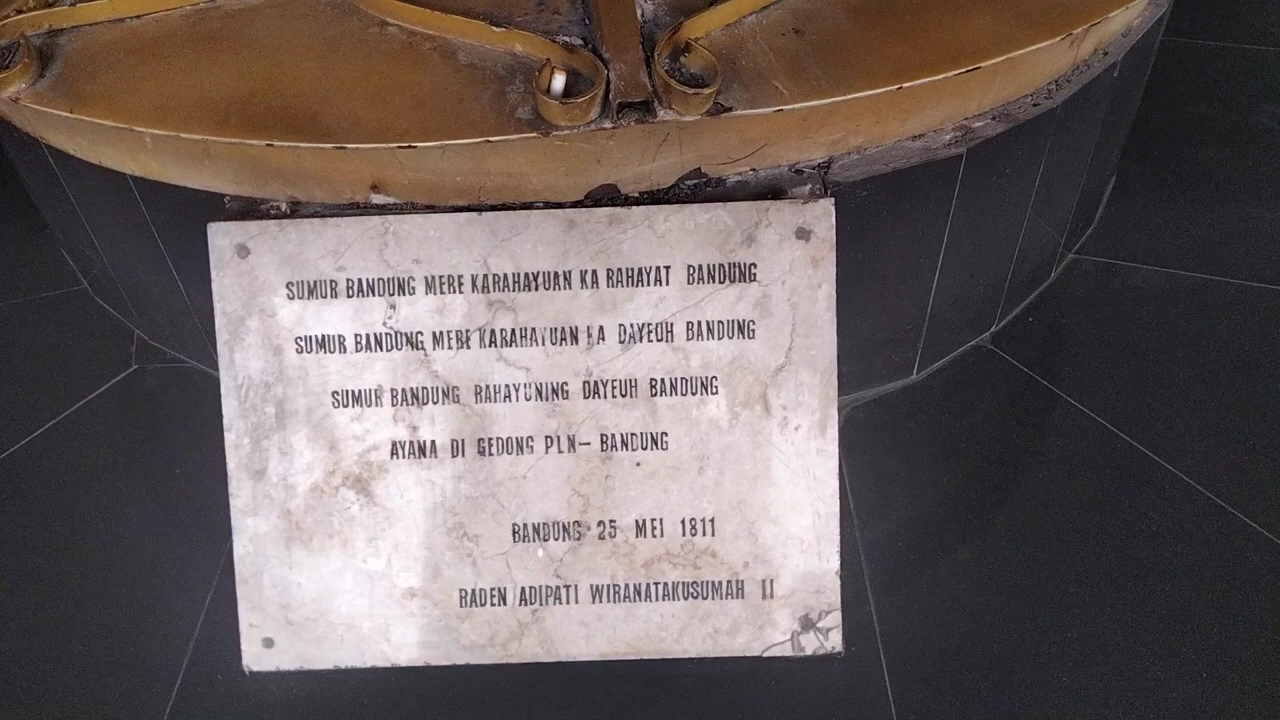 SUMUR BANDUNG MERE KARAHAYUAN KA RAHAYAT BANDUNG
SUMUR BANDUNG MERE KARAHAYUAN KA DAYEUH BANDUNG
SUMUR BANDUNG RAHAYUNING DAYEUH BANDUNG
AYANA DI GEDONG PLN– BANDUNG
BANDUNG 25 MEI 1811
RADEN ADIPATI WIRANATAKUSUMAH II